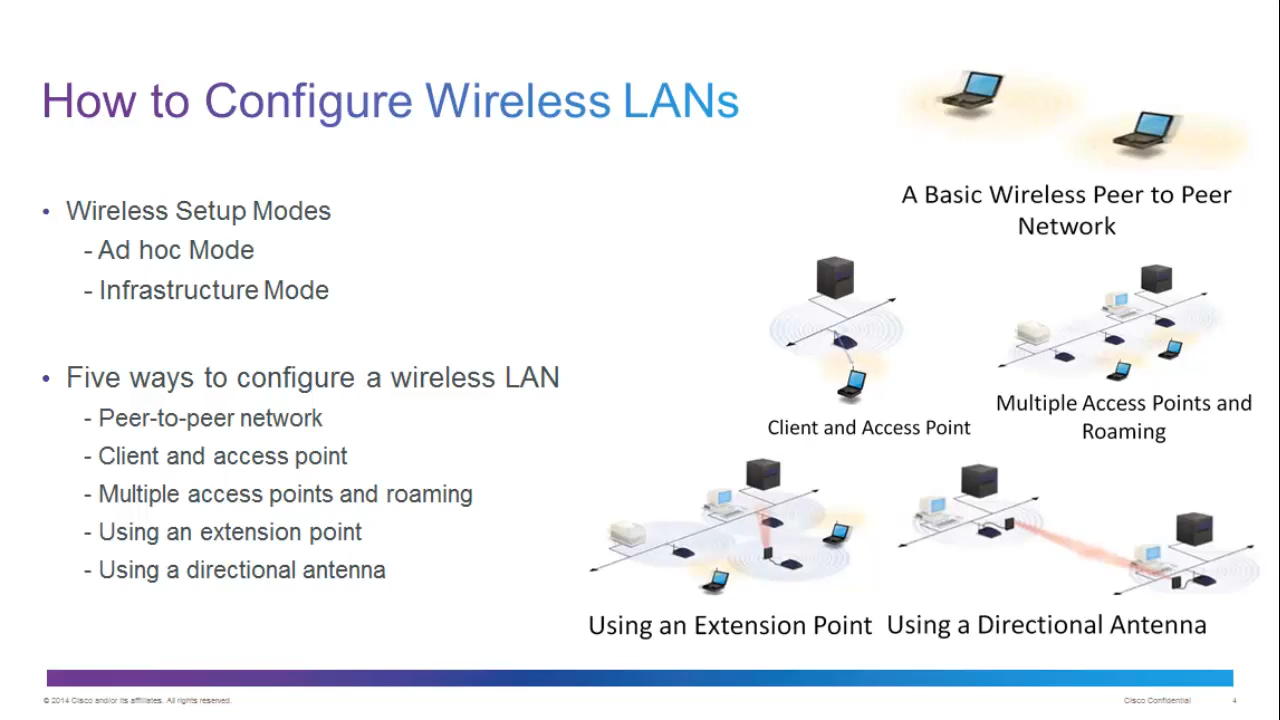 How to Configure Wireless LANs
• Wireless Setup Modes
- Ad hoc Mode
- Infrastructure Mode
• Five ways to configure a wireless LAN
- Peer-to-peer network
- Client and access point
- Multiple access points and roaming
- Using an extension point
- Using a directional antenna
A Basic Wireless Peer to Peer
Network
Client and Access Point
Multiple Access Points and
Roaming
Using an Extension Point
Using a Directional Antenna
© 2014 Cisco and/or its affiliates. All rights reserved.
Cisco Confidential
4